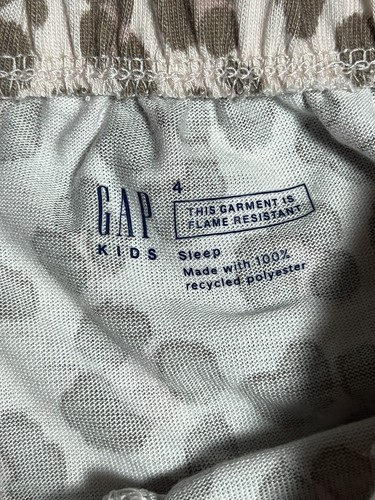 4
GAP
KIDS
THIS GARMENT IS
FLAME RESISTANT
Sleep
Made with 100%
recycled polyester